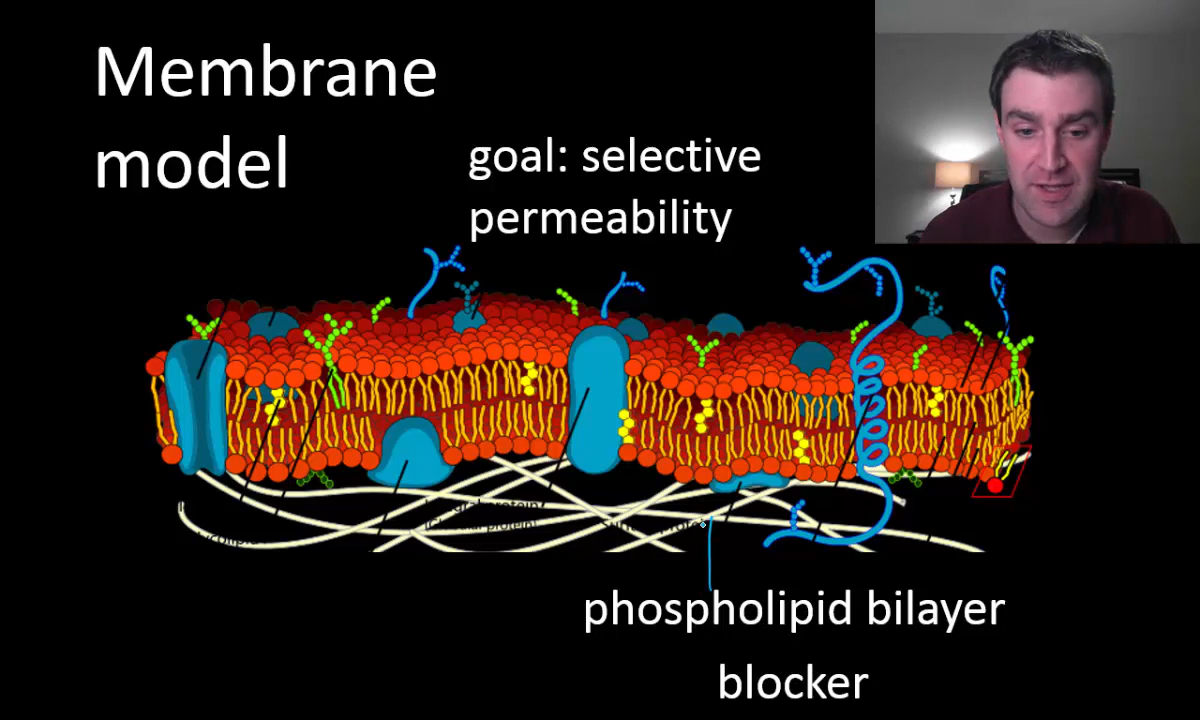 Membrane
model
goal: selective
permeability
phospholipid bilayer
blocker